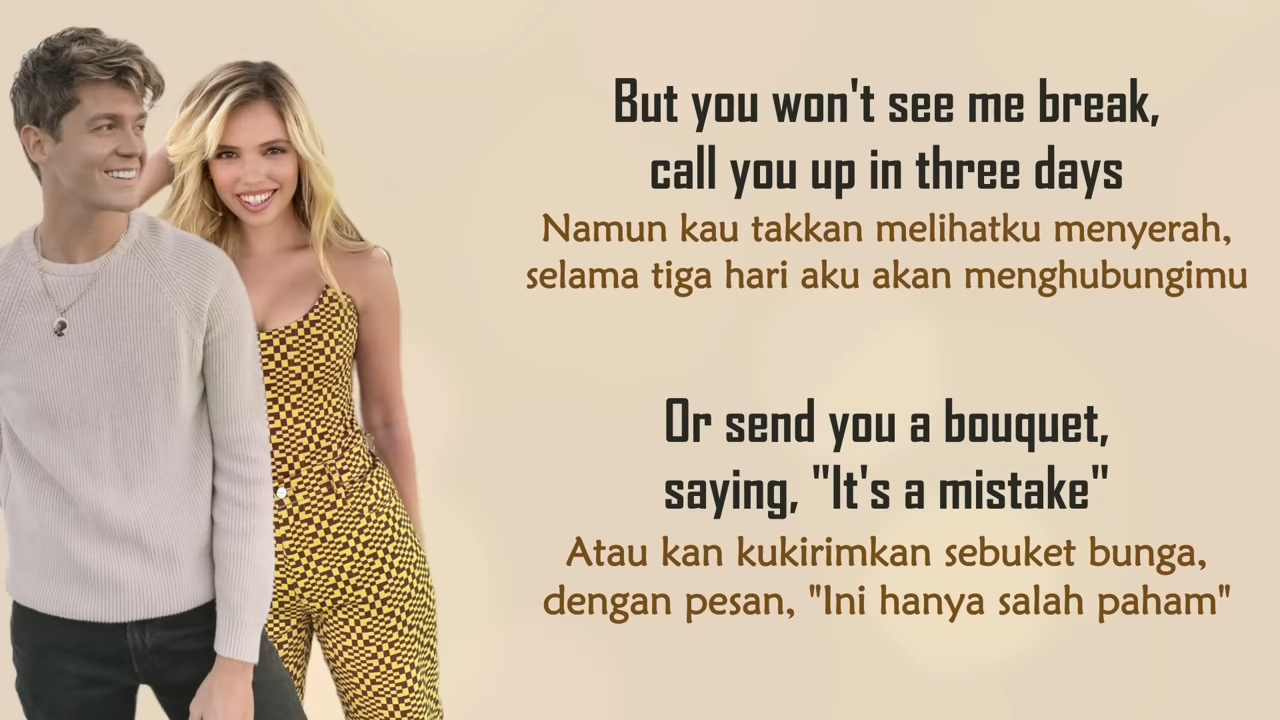 But you won't see me break,
call you up in three days
Namun kau takkan melihatku menyerah,
selama tiga hari aku akan menghubungimu
Or send you a bouquet,
saying, "It's a mistake"
Atau kan kukirimkan sebuket bunga,
dengan pesan, "Ini hanya salah paham"